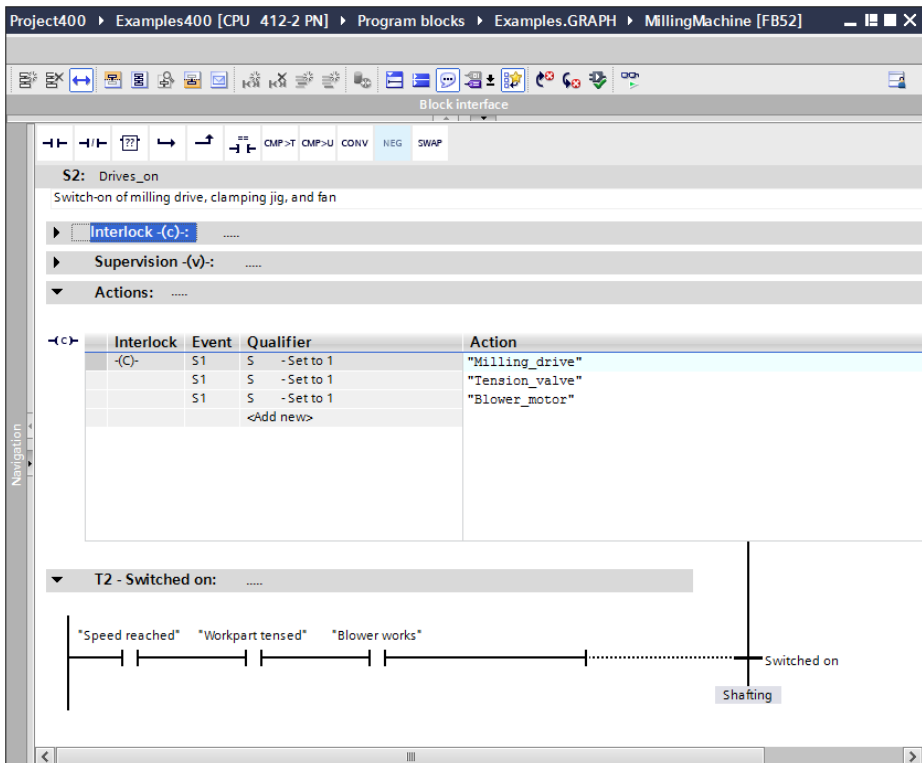 Project400 ▸ Examples400 [CPU 412-2 PN] ▸ Program blocks ▸ Examples.GRAPH ▸ MillingMachine [FB52]
Block interface
?? CMP>T CMP>U CONV NEG SWAP
S2: Drives_on
Switch-on of milling drive, clamping jig, and fan
Interlock -(c)-: .....
Supervision -(v)-: .....
Actions: .....
-(c)- Interlock Event Qualifier Action
-(C)- S1 S - Set to 1 "Milling_drive"
S1 S - Set to 1 "Tension_valve"
S1 S - Set to 1 "Blower_motor"
<Add new>
Navigation
T2 - Switched on: .....
"Speed reached" "Workpart tensed" "Blower works"
Switched on
Shafting